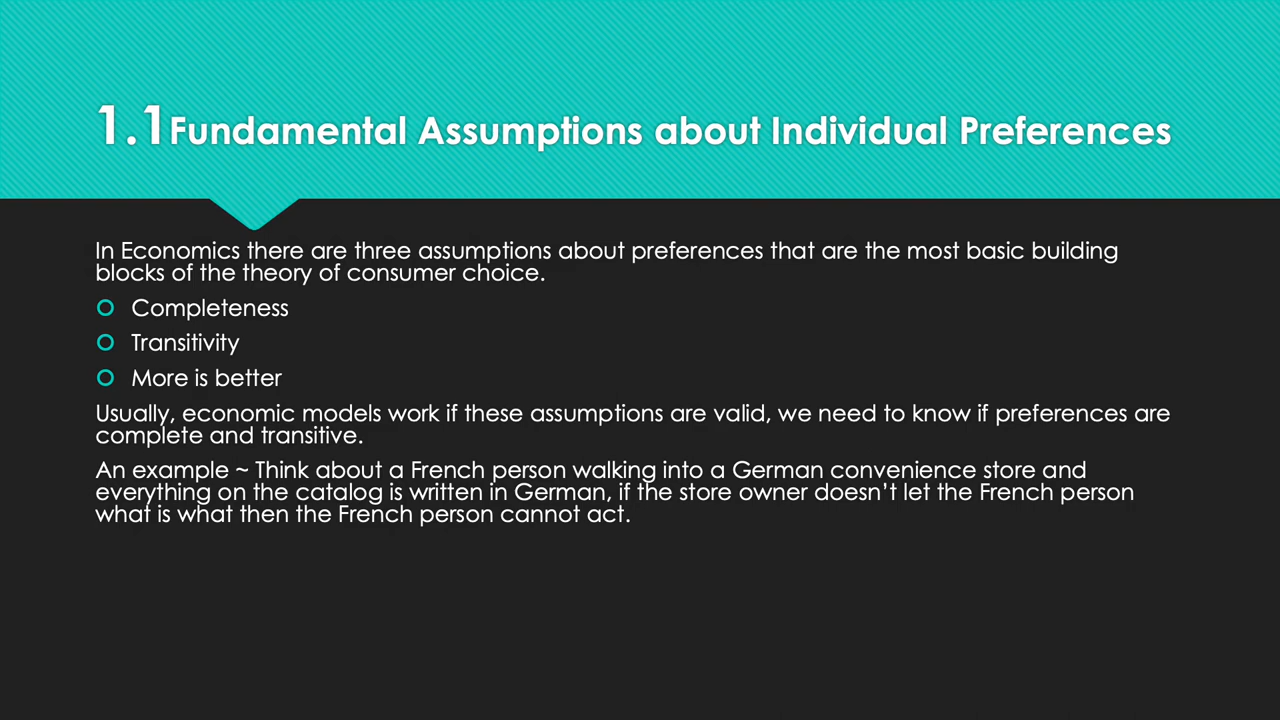 1.1Fundamental Assumptions about Individual Preferences
In Economics there are three assumptions about preferences that are the most basic building
blocks of the theory of consumer choice.
Completeness
Transitivity
More is better
Usually, economic models work if these assumptions are valid, we need to know if preferences are
complete and transitive.
An example ~ Think about a French person walking into a German convenience store and
everything on the catalog is written in German, if the store owner doesn’t let the French person
what is what then the French person cannot act.